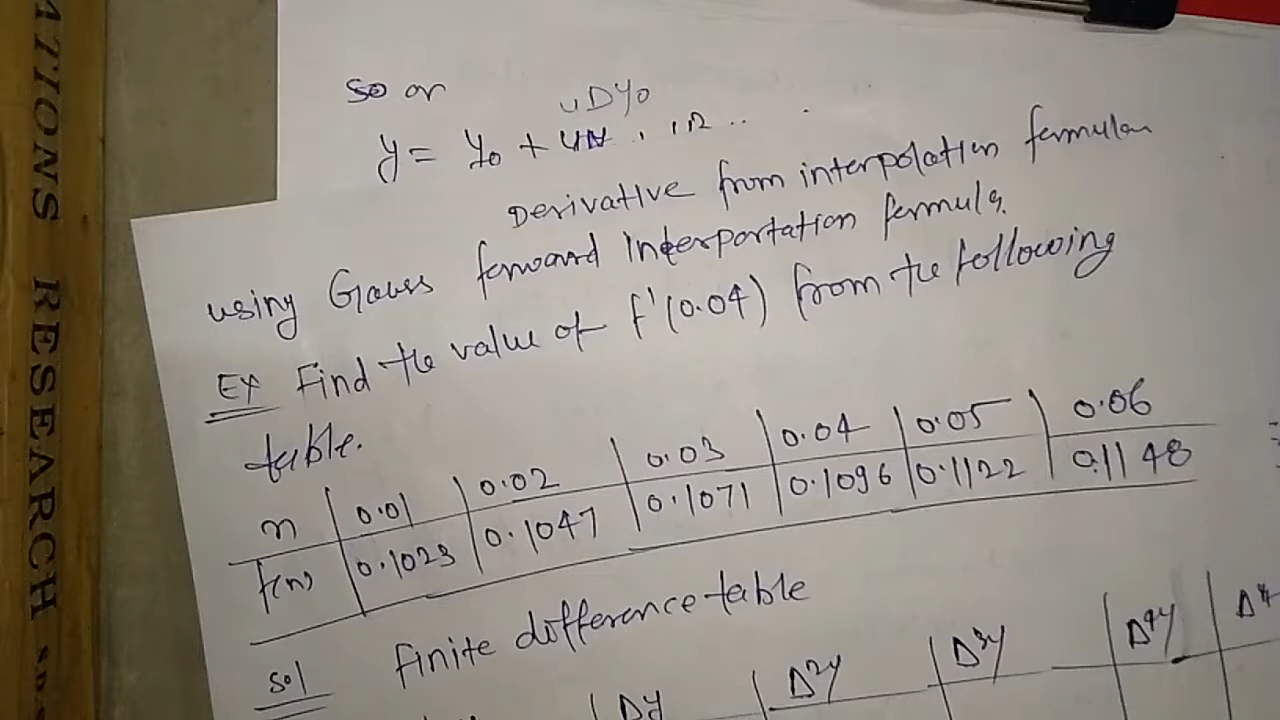 so or
uDy0
y = y0 +
Derivative from interpolation formulan
using Gauss forward Interportation formula.
Ex Find the value of f'(0.04) from the following
table.
n | 0.01 | 0.02 | 0.03 | 0.04 | 0.05 | 0.06
f(n) | 0.1023 | 0.1047 | 0.1071 | 0.1096 | 0.1122 | 0.1148
Sol finite difference table
Dy | Δ²y | Δ³y | Δ⁴y
ATIONS RESEARCH